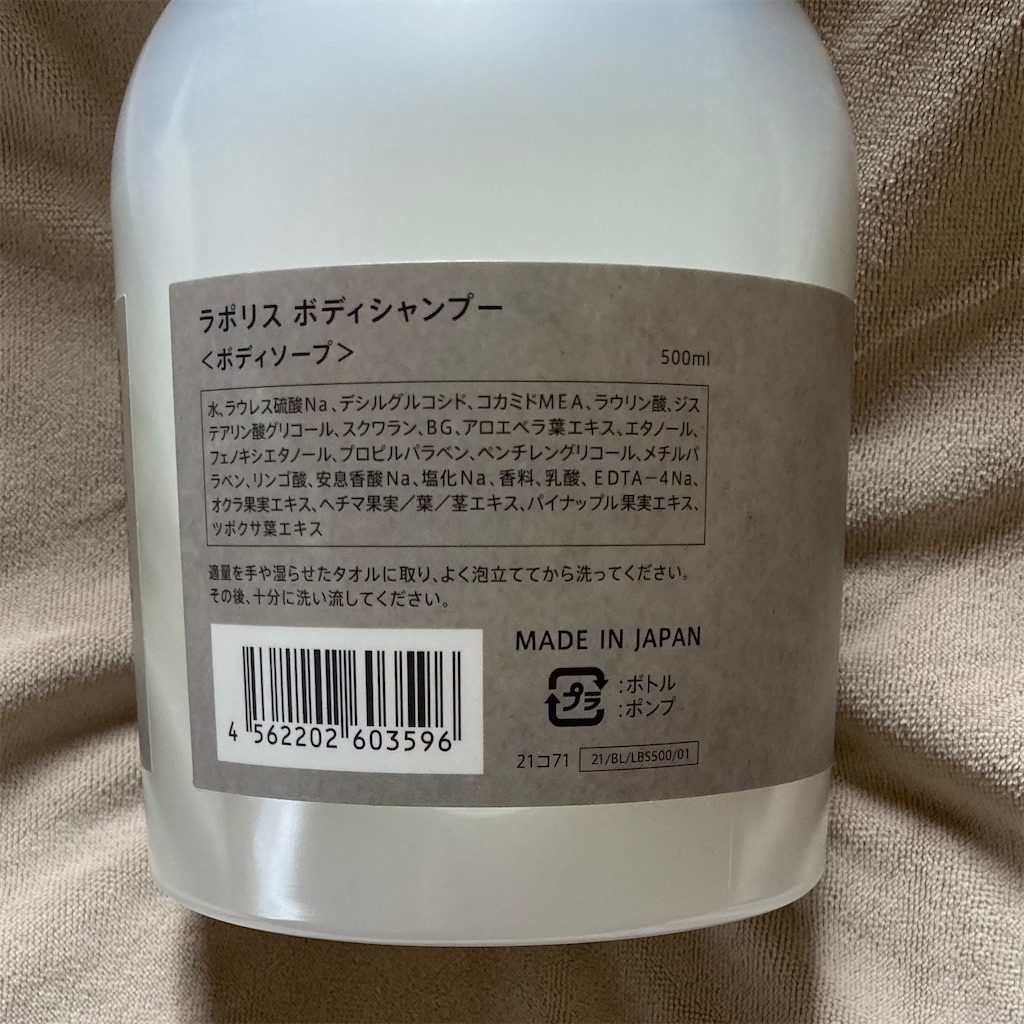 ラポリス ボディシャンプー
<ボディソープ>
500ml
水、ラウレス硫酸Na、デシルグルコシド、コカミドMEA、ラウリン酸、ジス
テアリン酸グリコール、スクワラン、BG、アロエベラ葉エキス、エタノール、
フェノキシエタノール、プロピルパラベン、ペンチレングリコール、メチルパ
ラベン、リンゴ酸、安息香酸Na、塩化Na、香料、乳酸、EDTA−4Na、
オクラ果実エキス、ヘチマ果実／葉／茎エキス、パイナップル果実エキス、
ツボクサ葉エキス
適量を手や湿らせたタオルに取り、よく泡立ててから洗ってください。
その後、十分に洗い流してください。
MADE IN JAPAN
プラ
:ボトル
:ポンプ
4 562202 603596
21コ71 21/BL/LBS500/01